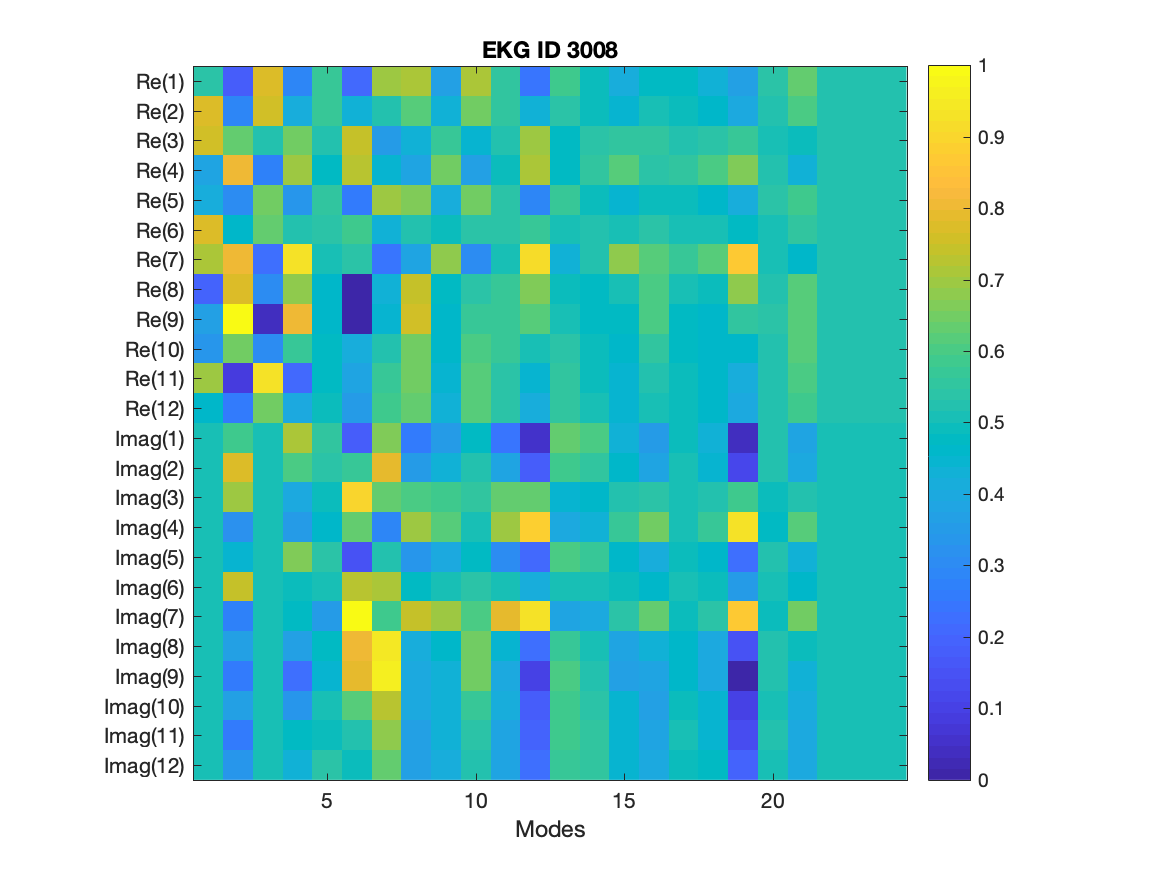 EKG ID 3008
Re(1)
Re(2)
Re(3)
Re(4)
Re(5)
Re(6)
Re(7)
Re(8)
Re(9)
Re(10)
Re(11)
Re(12)
Imag(1)
Imag(2)
Imag(3)
Imag(4)
Imag(5)
Imag(6)
Imag(7)
Imag(8)
Imag(9)
Imag(10)
Imag(11)
Imag(12)
5 10 15 20
Modes
1
0.9
0.8
0.7
0.6
0.5
0.4
0.3
0.2
0.1
0